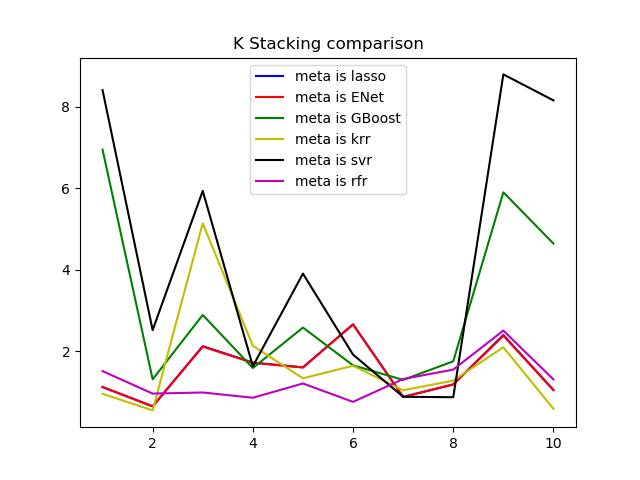 K Stacking comparison
meta is lasso
meta is ENet
meta is GBoost
meta is krr
meta is svr
meta is rfr
8
6
4
2
2 4 6 8 10